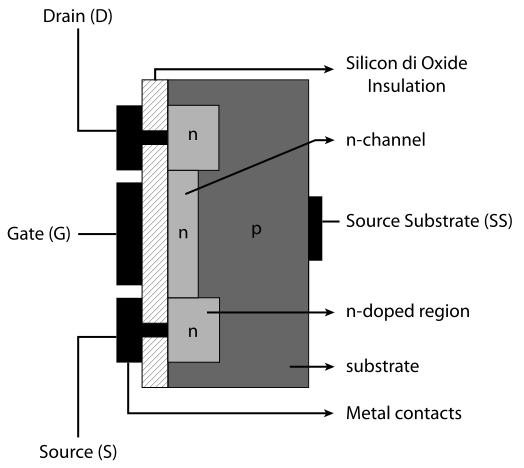 Drain (D)
Silicon di Oxide
Insulation
n
n-channel
Gate (G)
n
p
Source Substrate (SS)
n
n-doped region
substrate
Metal contacts
Source (S)